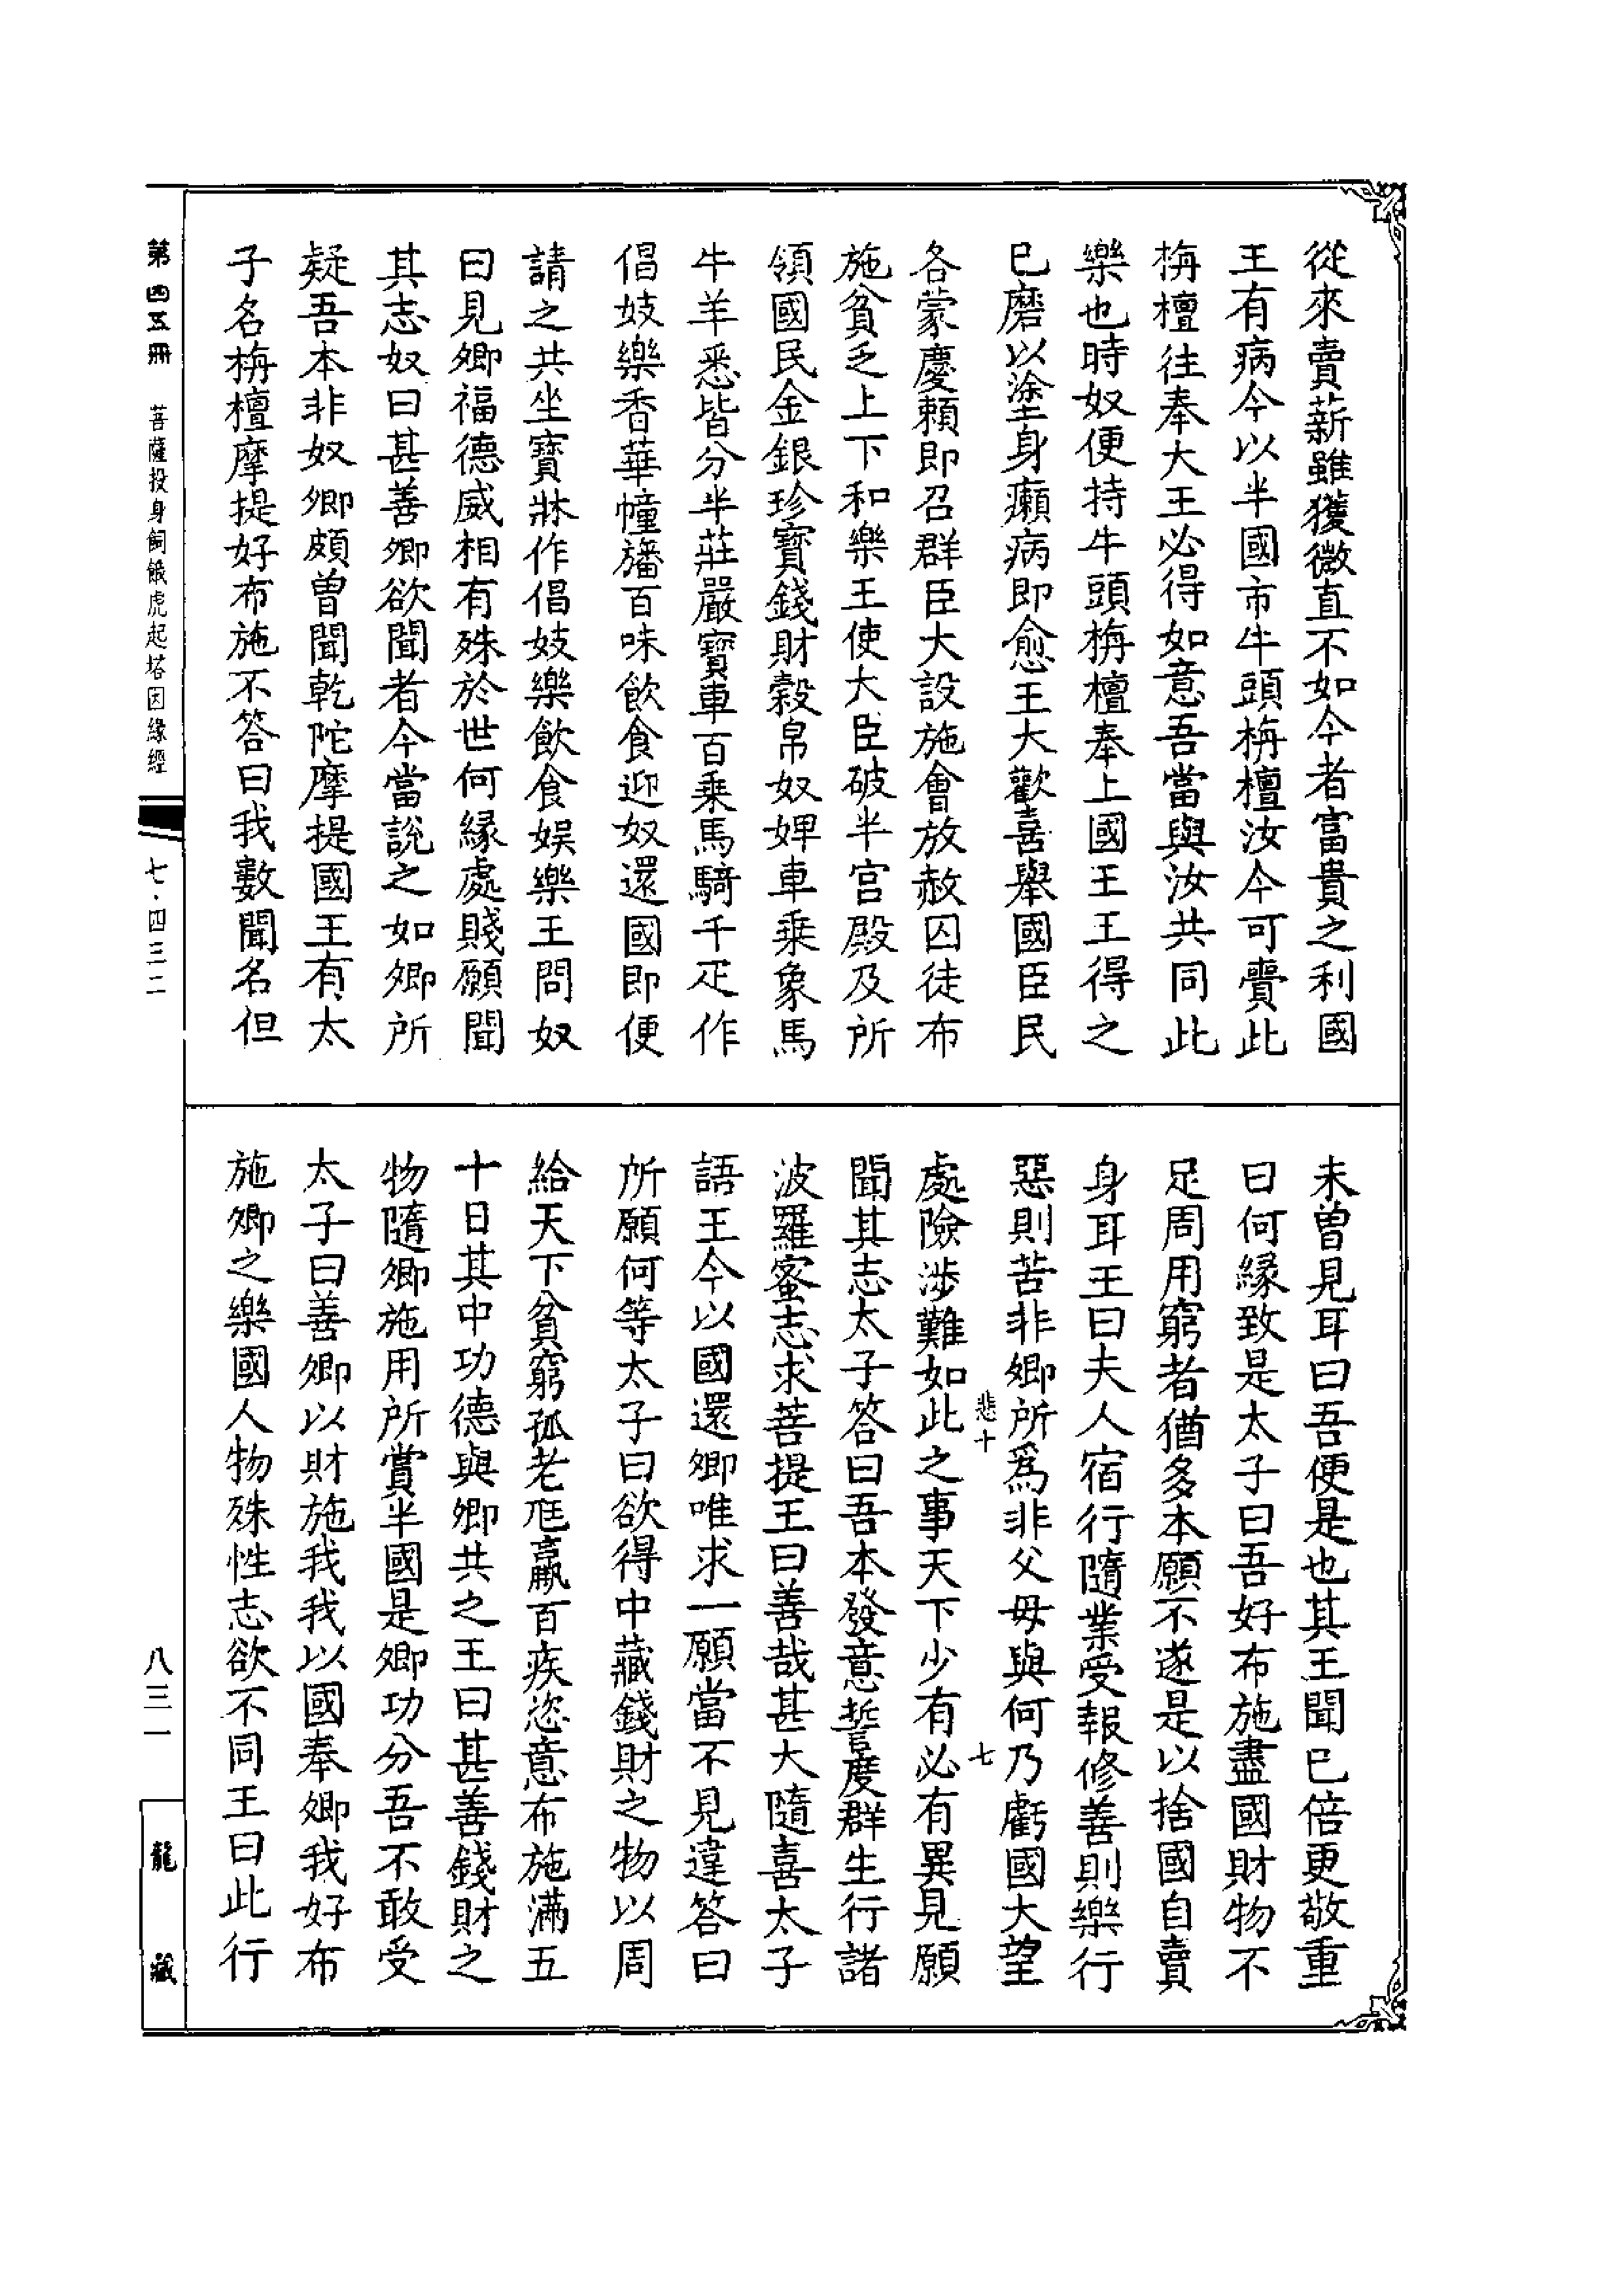 從來賣薪雖獲微直不如今者富貴之利國
王有病今以半國市牛頭栴檀汝今可賷此
栴檀往奉大王必得如意吾當與汝共同此
樂也時奴便持牛頭栴檀奉上國王王得之
已磨以塗身癩病即愈王大歡喜舉國臣民
各蒙慶賴即召群臣大設施會放赦囚徒布
施貧乏上下和樂王使大臣破半宮殿及所
領國民金銀珍寶錢財穀帛奴婢車乘象馬
牛羊悉皆分半莊嚴寶車百乘馬騎千疋作
倡妓樂香華幢旛百味飲食迎奴還國即便
請之共坐寶牀作倡妓樂飲食娛樂王問奴
曰見卿福德威相有殊於世何緣處賤願聞
其志奴曰甚善卿欲聞者今當說之如卿所
疑吾本非奴卿頗曾聞乾陀摩提國王有太
子名栴檀摩提好布施不答曰我數聞名但
未曾見耳曰吾便是也其王聞已倍更敬重
曰何緣致是太子曰吾好布施盡國財物不
足周用窮者猶多本願不遂是以捨國自賣
身耳王曰夫人宿行隨業受報修善則樂行
惡則苦非卿所爲非父母與何乃虧國大望
悲十 七
處險涉難如此之事天下少有必有異見願
聞其志太子答曰吾本發意誓度群生行諸
波羅蜜志求菩提王曰善哉甚大隨喜太子
語王今以國還卿唯求一願當不見違答曰
所願何等太子曰欲得中藏錢財之物以周
給天下貧窮孤老尫羸百疾恣意布施滿五
十日其中功德與卿共之王曰甚善錢財之
物隨卿施用所賞半國是卿功分吾不敢受
太子曰善卿以財施我我以國奉卿我好布
施卿之樂國人物殊性志欲不同王曰此行
第四五冊 菩薩投身飼餓虎起塔因緣經 七·四三二
八三一
龍藏